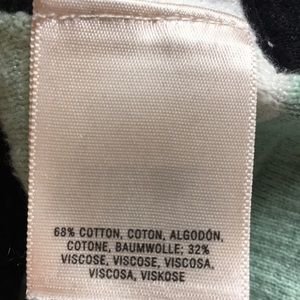 68% COTTON, COTON, ALGODÓN,
COTONE, BAUMWOLLE; 32%
VISCOSE, VISCOSE, VISCOSA,
VISCOSA, VISKOSE